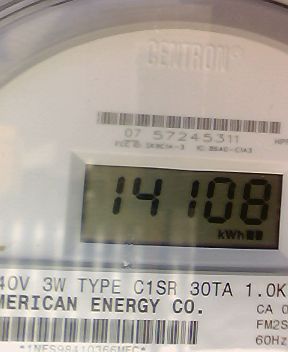 CENTRON®
07 57245311
14108
kWh
40V 3W TYPE C1SR 30TA 1.0K
MERICAN ENERGY CO.
CA 0
FM2S
60Hz